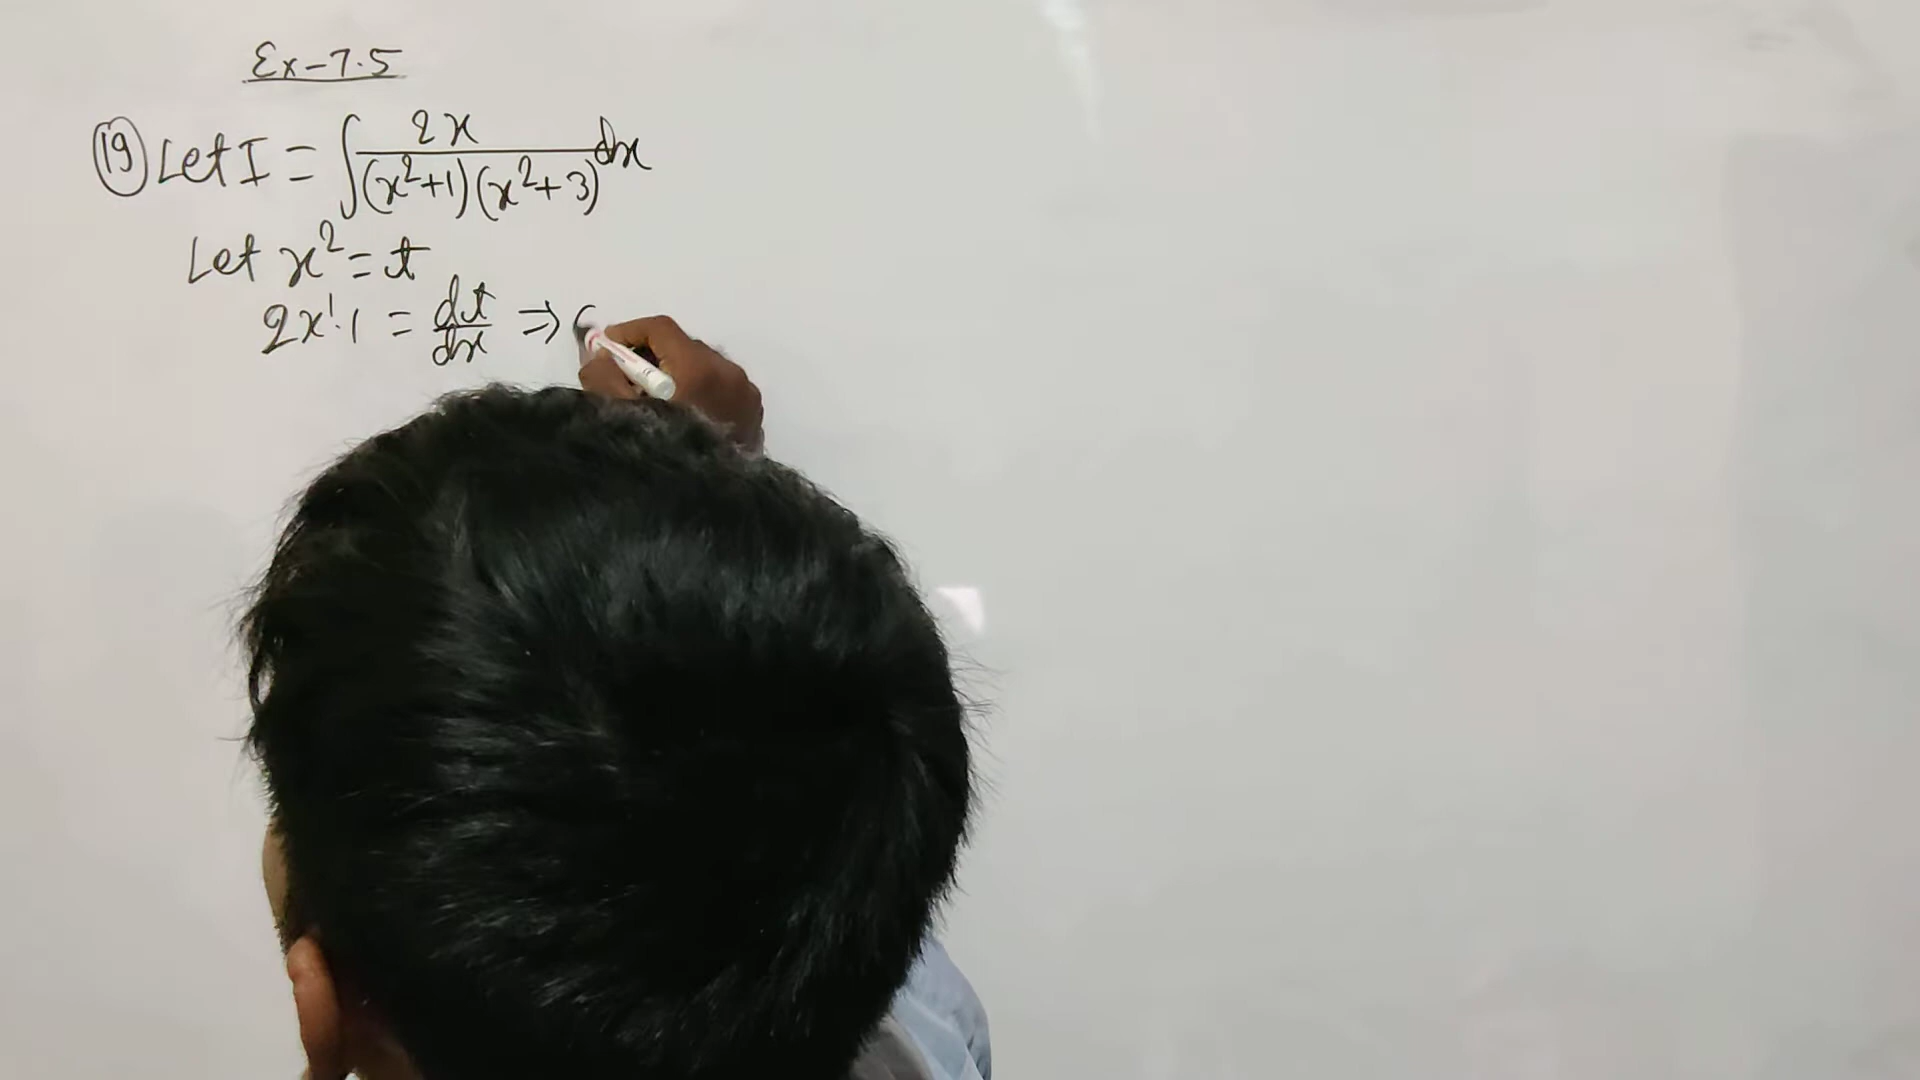 Ex-7.5
(19) Let I = ∫ 2x/((x²+1)(x²+3)) dx
Let x² = t
2x¹·1 = dt/dx ⇒